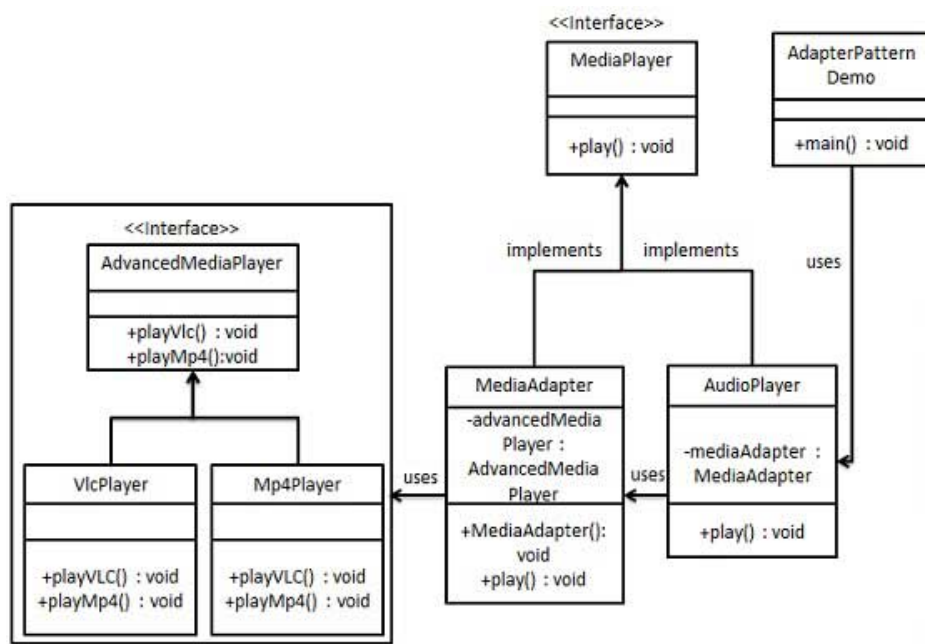 <<Interface>>
MediaPlayer
+play() : void
AdapterPattern
Demo
+main() : void
implements
implements
uses
<<Interface>>
AdvancedMediaPlayer
+playVlc() : void
+playMp4():void
VlcPlayer
+playVLC() : void
+playMp4() : void
Mp4Player
+playVLC() : void
+playMp4() : void
uses
MediaAdapter
-advancedMedia
Player :
AdvancedMedia
Player
+MediaAdapter():
void
+play() : void
uses
AudioPlayer
-mediaAdapter :
MediaAdapter
+play() : void